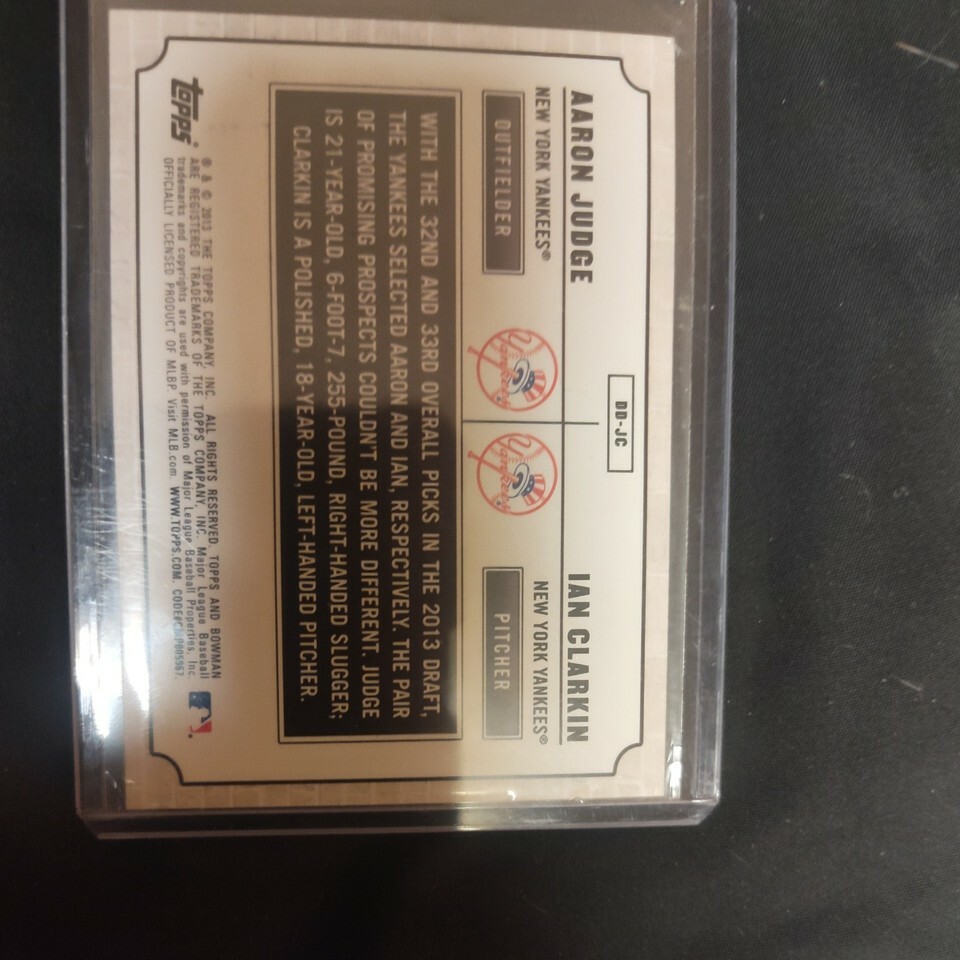 DD-JC
AARON JUDGE
NEW YORK YANKEES®
OUTFIELDER
IAN CLARKIN
NEW YORK YANKEES®
PITCHER
Yankees
Yankees
WITH THE 32ND AND 33RD OVERALL PICKS IN THE 2013 DRAFT,
THE YANKEES SELECTED AARON AND IAN, RESPECTIVELY. THE PAIR
OF PROMISING PROSPECTS COULDN'T BE MORE DIFFERENT. JUDGE
IS 21-YEAR-OLD, 6-FOOT-7, 255-POUND, RIGHT-HANDED SLUGGER;
CLARKIN IS A POLISHED, 18-YEAR-OLD, LEFT-HANDED PITCHER.
TOPPS®
® & © 2013 THE TOPPS COMPANY, INC. ALL RIGHTS RESERVED. TOPPS AND BOWMAN
ARE REGISTERED TRADEMARKS OF THE TOPPS COMPANY, INC. Major League Baseball
trademarks and copyrights are used with permission of Major League Baseball Properties, Inc.
OFFICIALLY LICENSED PRODUCT OF MLBP. Visit MLB.com. WWW.TOPPS.COM.